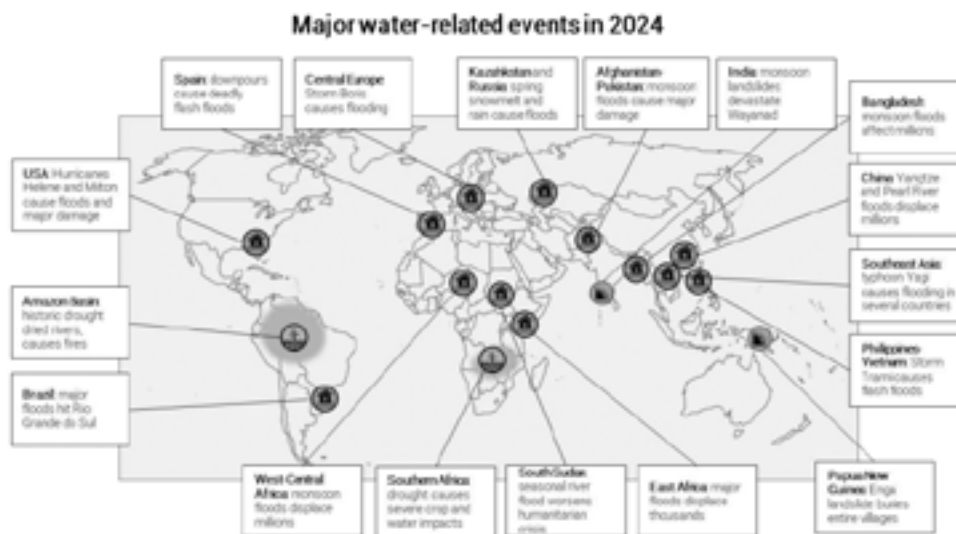 Major water-related events in 2024
Spain: downpours
cause deadly
flash floods
Central Europe:
Storm Boris
causes flooding
Kazakhstan and
Russia: spring
snowmelt and
rain cause floods
Afghanistan-
Pakistan: monsoon
floods cause major
damage
India: monsoon
landslides
devastate
Wayanad
Bangladesh:
monsoon floods
affect millions
USA: Hurricanes
Helene and Milton
cause floods and
major damage
China: Yangtze
and Pearl River
floods displace
millions
Southeast Asia:
typhoon Yagi
causes flooding in
several countries
Amazon Basin:
historic drought
dried rivers,
causes fires
Philippines
Vietnam: Storm
Trami causes
flash floods
Brazil: major
floods hit Rio
Grande do Sul
West Central
Africa: monsoon
floods displace
millions
Southern Africa:
drought causes
severe crop and
water impacts
South Sudan:
seasonal river
flood worsens
humanitarian
crisis
East Africa: major
floods displace
thousands
Papua New
Guinea: Enga
landslide buries
entire villages